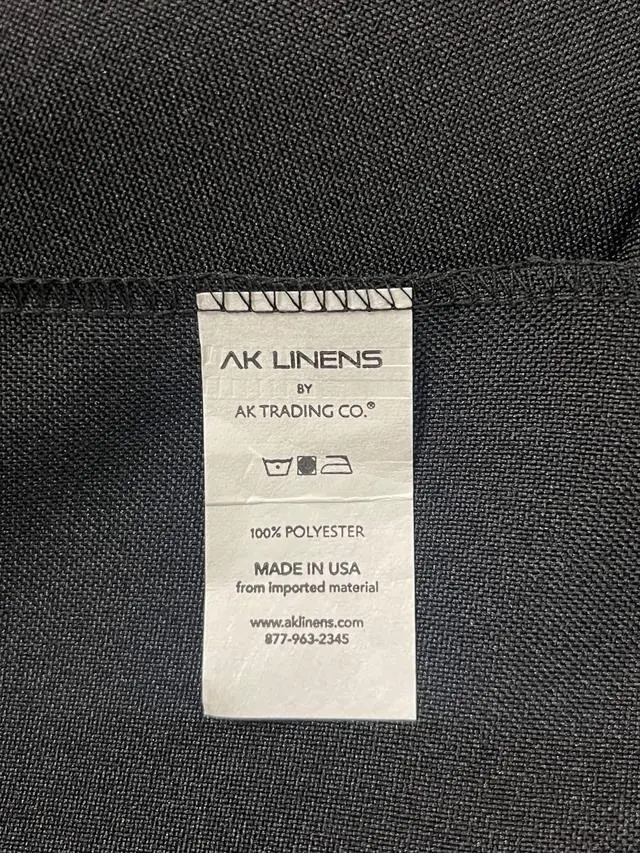 AK LINENS
BY
AK TRADING CO.®
100% POLYESTER
MADE IN USA
from imported material
www.aklinens.com
877-963-2345